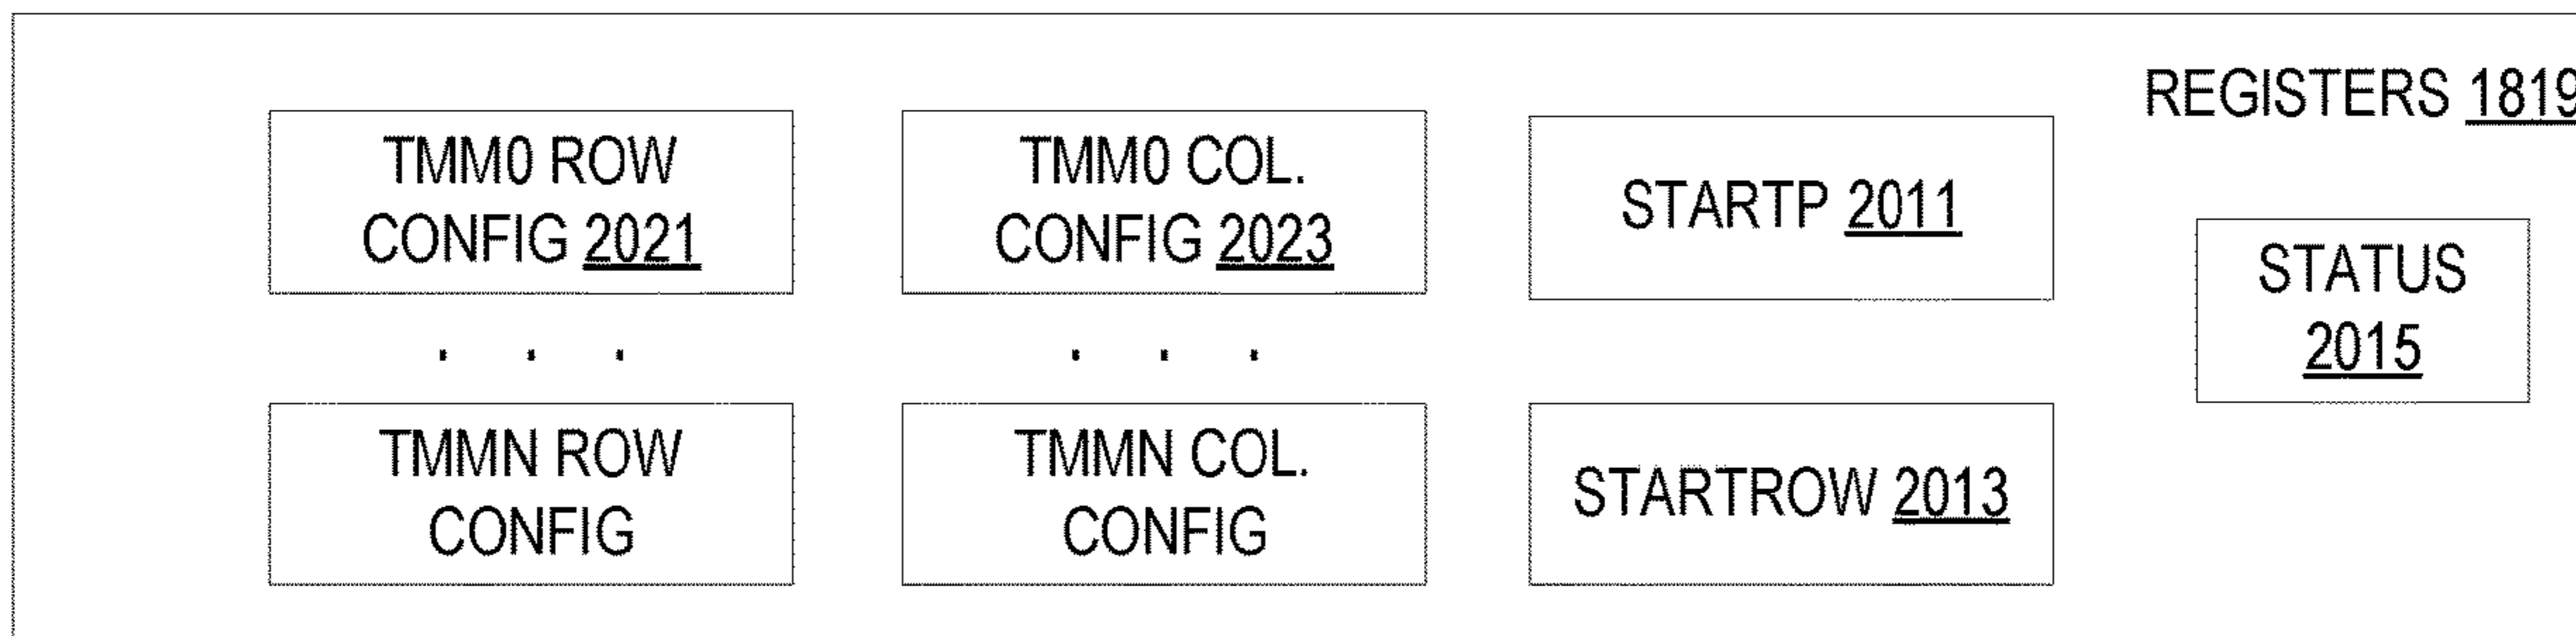 REGISTERS 1819
TMM0 ROW
CONFIG 2021
TMM0 COL.
CONFIG 2023
STARTP 2011
STATUS
2015
. . .
. . .
TMMN ROW
CONFIG
TMMN COL.
CONFIG
STARTROW 2013